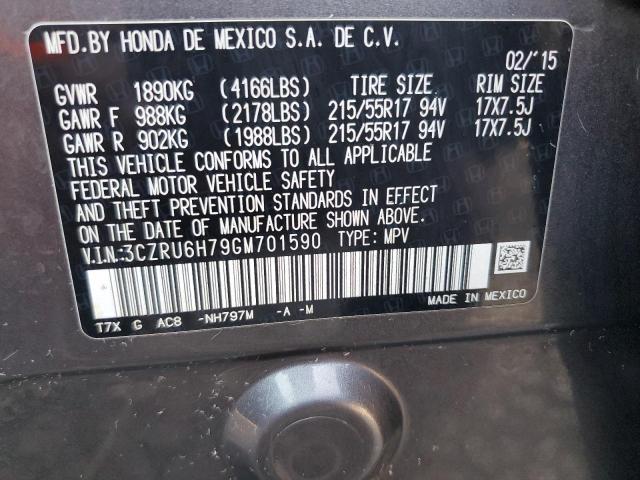 MFD.BY HONDA DE MEXICO S.A. DE C.V.
02/'15
GVWR 1890KG (4166LBS) TIRE SIZE RIM SIZE
GAWR F 988KG (2178LBS) 215/55R17 94V 17X7.5J
GAWR R 902KG (1988LBS) 215/55R17 94V 17X7.5J
THIS VEHICLE CONFORMS TO ALL APPLICABLE
FEDERAL MOTOR VEHICLE SAFETY
AND THEFT PREVENTION STANDARDS IN EFFECT
ON THE DATE OF MANUFACTURE SHOWN ABOVE.
V.I.N.:3CZRU6H79GM701590 TYPE: MPV
MADE IN MEXICO
T7X G AC8 -NH797M -A -M